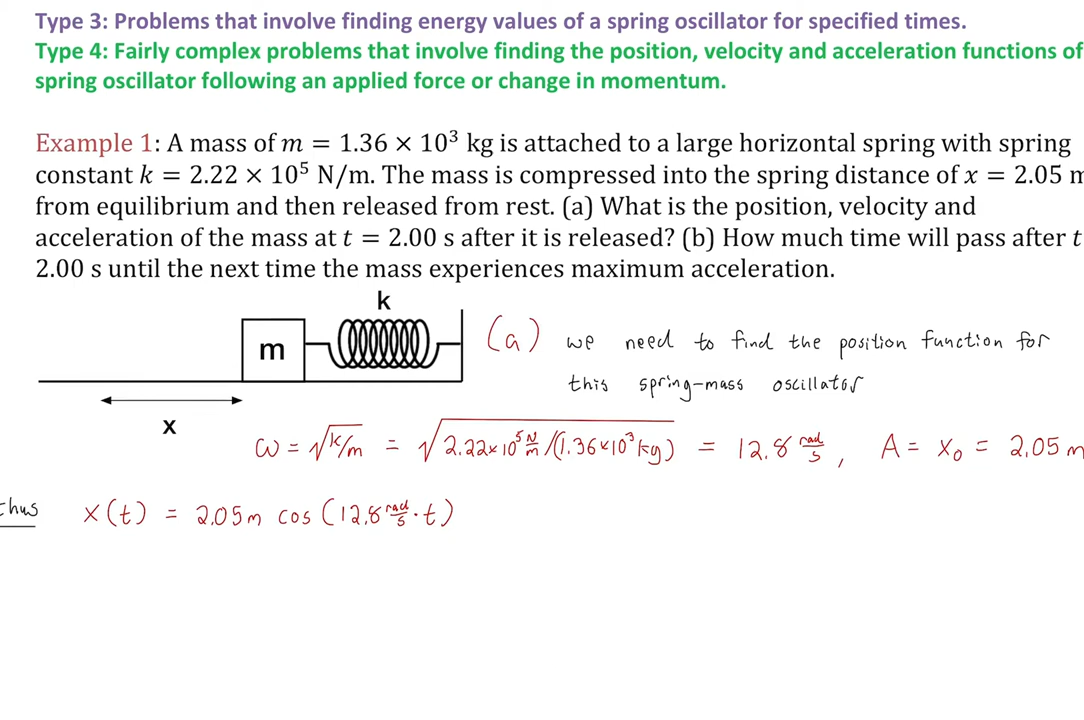 Type 3: Problems that involve finding energy values of a spring oscillator for specified times.
Type 4: Fairly complex problems that involve finding the position, velocity and acceleration functions of
spring oscillator following an applied force or change in momentum.
Example 1: A mass of m = 1.36 × 10³ kg is attached to a large horizontal spring with spring
constant k = 2.22 × 10⁵ N/m. The mass is compressed into the spring distance of x = 2.05 m
from equilibrium and then released from rest. (a) What is the position, velocity and
acceleration of the mass at t = 2.00 s after it is released? (b) How much time will pass after t
2.00 s until the next time the mass experiences maximum acceleration.
k
m
x
(a) we need to find the position function for
this spring-mass oscillator
ω = √k/m = √2.22×10⁵ N/m /(1.36×10³ kg) = 12.8 rad/s , A = x₀ = 2.05 m
thus x(t) = 2.05m cos(12.8 rad/s · t)